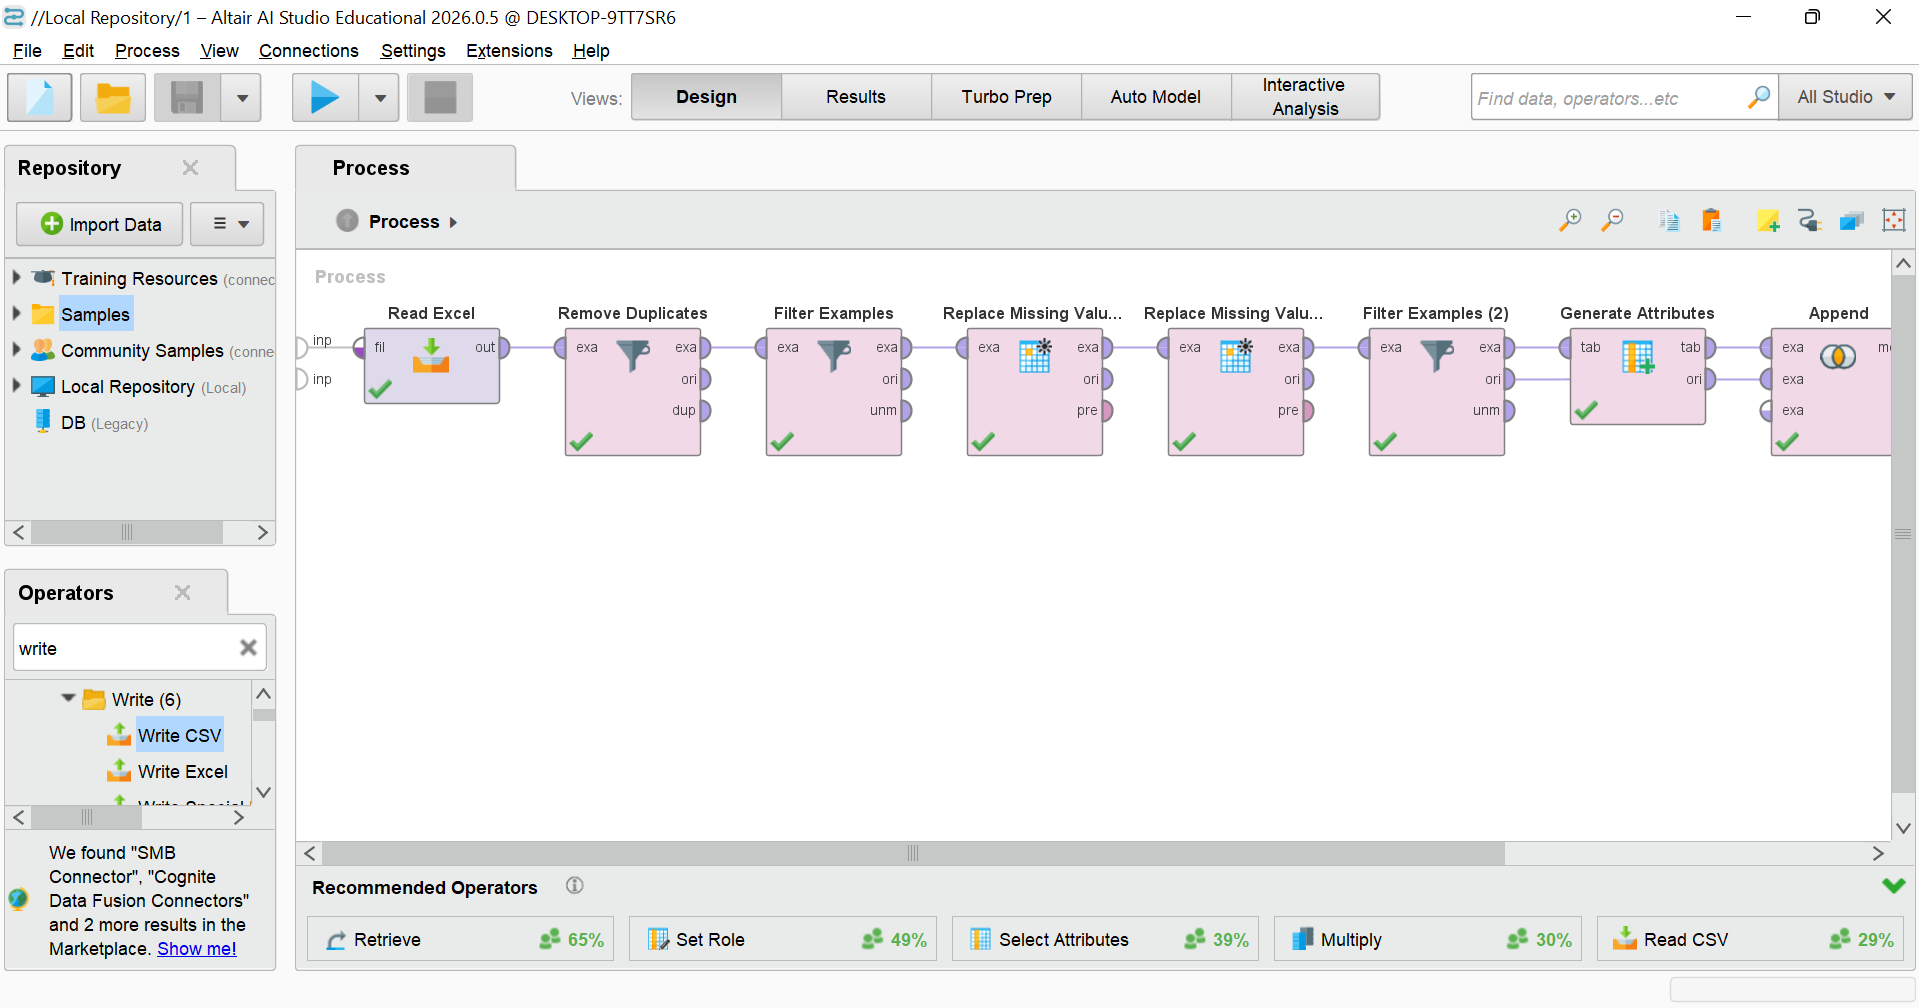 //Local Repository/1 – Altair AI Studio Educational 2026.0.5 @ DESKTOP-9TT7SR6
File Edit Process View Connections Settings Extensions Help
Views: Design Results Turbo Prep Auto Model Interactive Analysis
Find data, operators...etc All Studio
Repository
Import Data
Training Resources (connec
Samples
Community Samples (conne
Local Repository (Local)
DB (Legacy)
Operators
write
Write (6)
Write CSV
Write Excel
We found "SMB
Connector", "Cognite
Data Fusion Connectors"
and 2 more results in the
Marketplace. Show me!
Process
Process
Process
inp
inp
Read Excel
fil out
Remove Duplicates
exa exa
ori
dup
Filter Examples
exa exa
ori
unm
Replace Missing Valu...
exa exa
ori
pre
Replace Missing Valu...
exa exa
ori
pre
Filter Examples (2)
exa exa
ori
unm
Generate Attributes
tab tab
ori
Append
exa
exa
exa
Recommended Operators
Retrieve 65%
Set Role 49%
Select Attributes 39%
Multiply 30%
Read CSV 29%